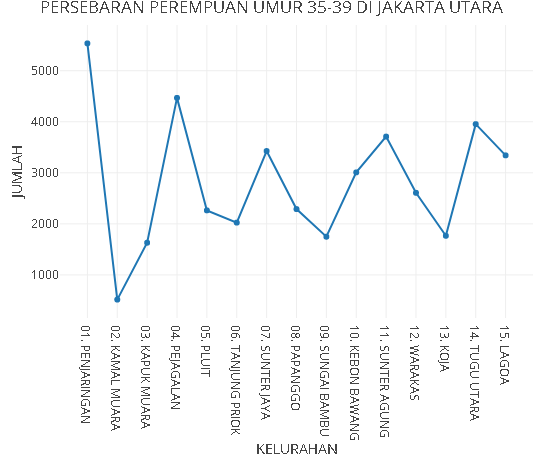 PERSEBARAN PEREMPUAN UMUR 35-39 DI JAKARTA UTARA
5000
4000
3000
2000
1000
JUMLAH
01. PENJARINGAN
02. KAMAL MUARA
03. KAPUK MUARA
04. PEJAGALAN
05. PLUIT
06. TANJUNG PRIOK
07. SUNTER JAYA
08. PAPANGGO
09. SUNGAI BAMBU
10. KEBON BAWANG
11. SUNTER AGUNG
12. WARAKAS
13. KOJA
14. TUGU UTARA
15. LAGOA
KELURAHAN